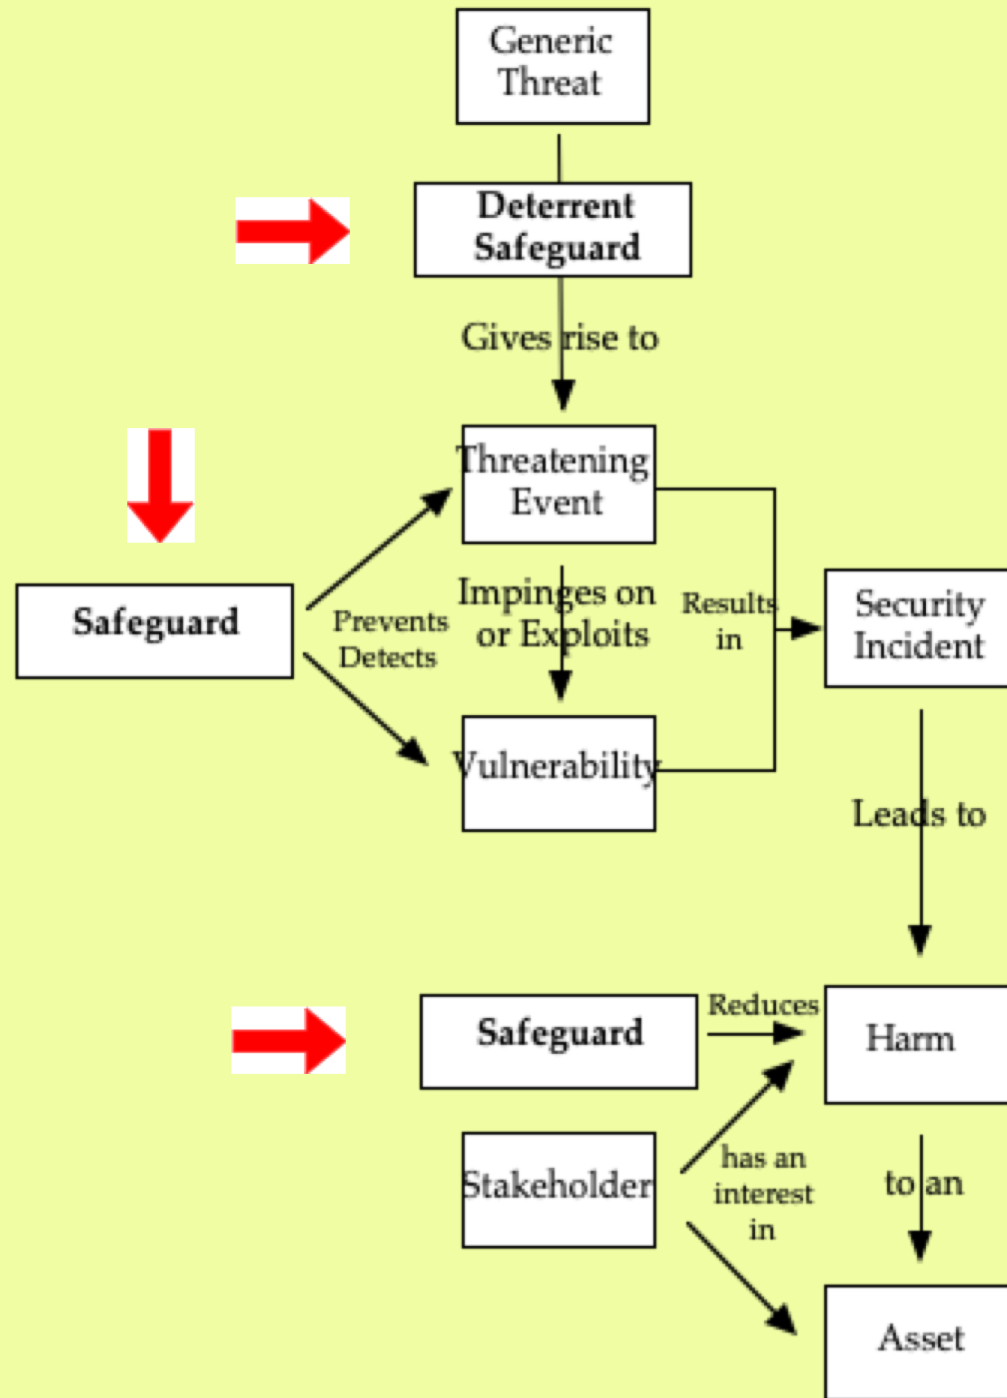 Generic
Threat
Deterrent
Safeguard
Gives rise to
Threatening
Event
Safeguard
Prevents
Detects
Impinges on
or Exploits
Results
in
Security
Incident
Vulnerability
Leads to
Safeguard
Reduces
Harm
Stakeholder
has an
interest
in
to an
Asset